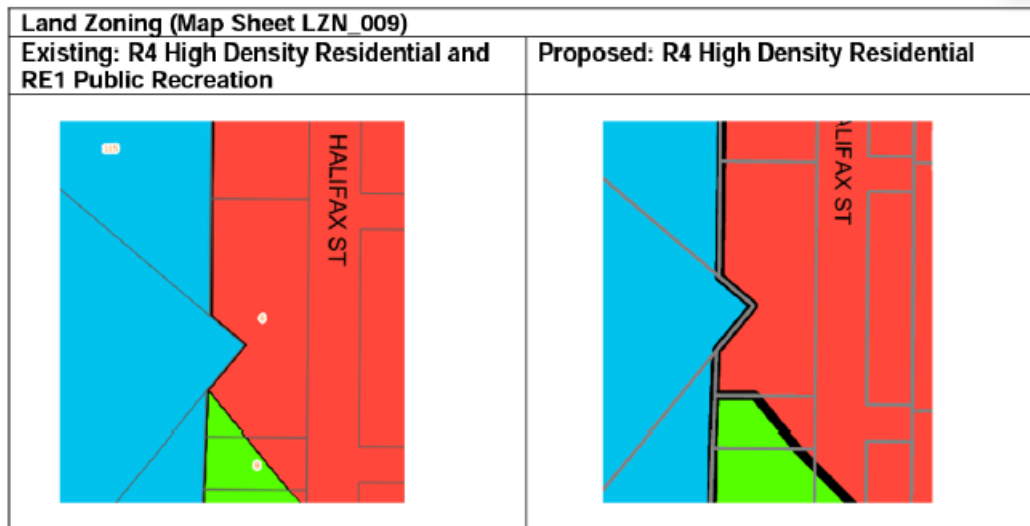 Land Zoning (Map Sheet LZN_009)
Existing: R4 High Density Residential and
RE1 Public Recreation
Proposed: R4 High Density Residential
HALIFAX ST
ALIFAX ST